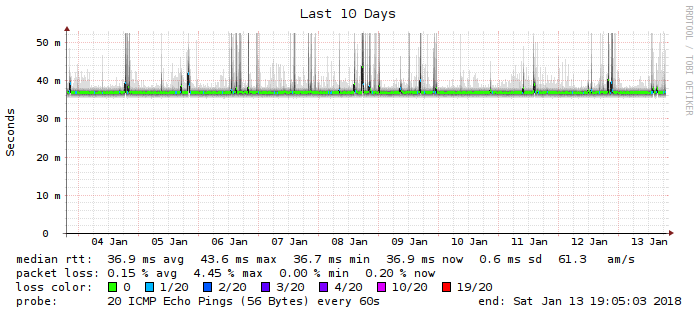 Last 10 Days
RRDTOOL / TOBI OETIKER
Seconds
50 m
40 m
30 m
20 m
10 m
0
04 Jan 05 Jan 06 Jan 07 Jan 08 Jan 09 Jan 10 Jan 11 Jan 12 Jan 13 Jan
median rtt: 36.9 ms avg 43.6 ms max 36.7 ms min 36.9 ms now 0.6 ms sd 61.3 am/s
packet loss: 0.15 % avg 4.45 % max 0.00 % min 0.20 % now
loss color: 0 1/20 2/20 3/20 4/20 10/20 19/20
probe: 20 ICMP Echo Pings (56 Bytes) every 60s end: Sat Jan 13 19:05:03 2018